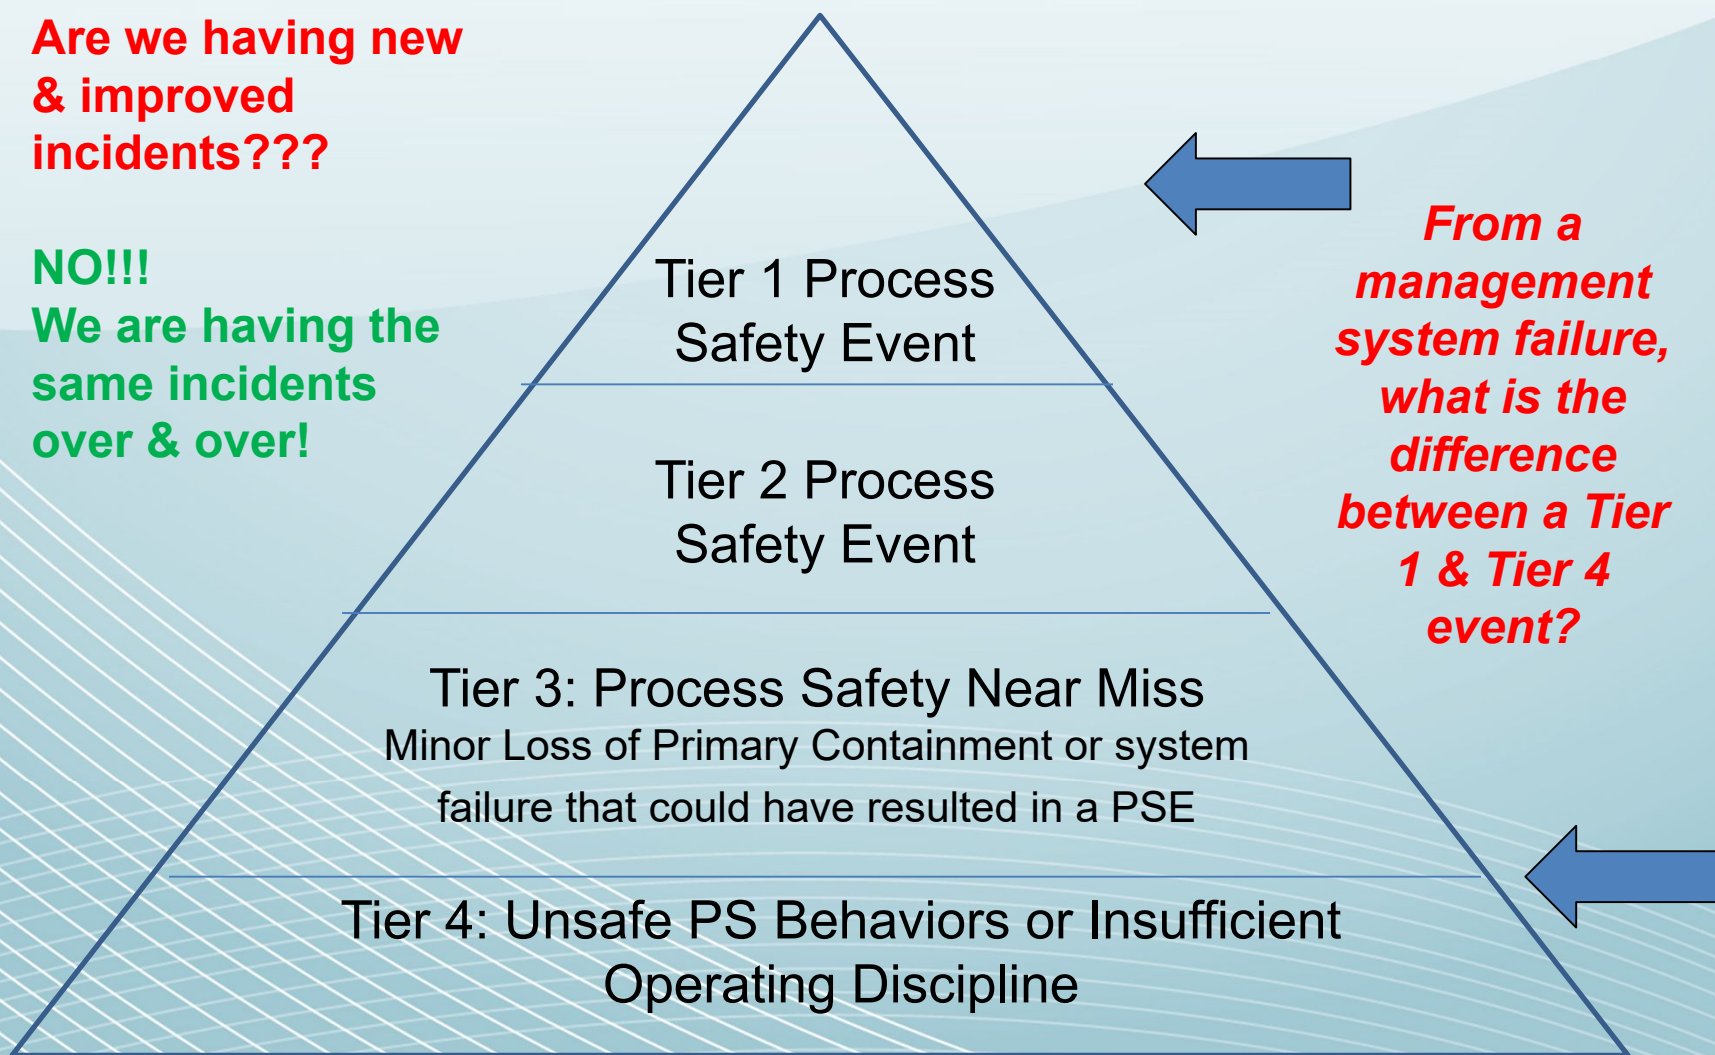 Are we having new
& improved
incidents???
NO!!!
We are having the
same incidents
over & over!
Tier 1 Process
Safety Event
Tier 2 Process
Safety Event
Tier 3: Process Safety Near Miss
Minor Loss of Primary Containment or system
failure that could have resulted in a PSE
Tier 4: Unsafe PS Behaviors or Insufficient
Operating Discipline
From a
management
system failure,
what is the
difference
between a Tier
1 & Tier 4
event?